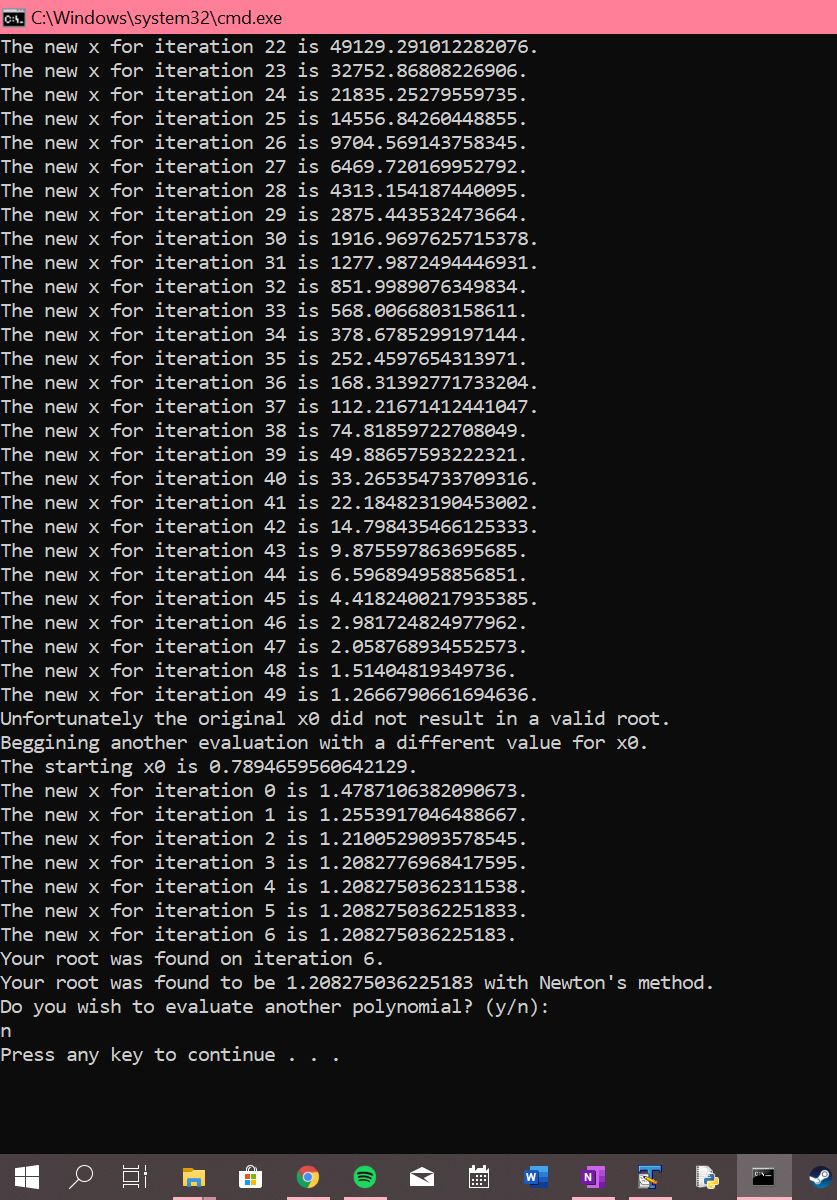 C:\Windows\system32\cmd.exe
The new x for iteration 22 is 49129.291012282076.
The new x for iteration 23 is 32752.86808226906.
The new x for iteration 24 is 21835.25279559735.
The new x for iteration 25 is 14556.84260448855.
The new x for iteration 26 is 9704.569143758345.
The new x for iteration 27 is 6469.720169952792.
The new x for iteration 28 is 4313.154187440095.
The new x for iteration 29 is 2875.443532473664.
The new x for iteration 30 is 1916.9697625715378.
The new x for iteration 31 is 1277.9872494446931.
The new x for iteration 32 is 851.9989076349834.
The new x for iteration 33 is 568.0066803158611.
The new x for iteration 34 is 378.6785299197144.
The new x for iteration 35 is 252.4597654313971.
The new x for iteration 36 is 168.31392771733204.
The new x for iteration 37 is 112.21671412441047.
The new x for iteration 38 is 74.81859722708049.
The new x for iteration 39 is 49.88657593222321.
The new x for iteration 40 is 33.265354733709316.
The new x for iteration 41 is 22.184823190453002.
The new x for iteration 42 is 14.798435466125333.
The new x for iteration 43 is 9.875597863695685.
The new x for iteration 44 is 6.596894958856851.
The new x for iteration 45 is 4.4182400217935385.
The new x for iteration 46 is 2.981724824977962.
The new x for iteration 47 is 2.058768934552573.
The new x for iteration 48 is 1.51404819349736.
The new x for iteration 49 is 1.2666790661694636.
Unfortunately the original x0 did not result in a valid root.
Beggining another evaluation with a different value for x0.
The starting x0 is 0.7894659560642129.
The new x for iteration 0 is 1.4787106382090673.
The new x for iteration 1 is 1.2553917046488667.
The new x for iteration 2 is 1.2100529093578545.
The new x for iteration 3 is 1.2082776968417595.
The new x for iteration 4 is 1.2082750362311538.
The new x for iteration 5 is 1.2082750362251833.
The new x for iteration 6 is 1.208275036225183.
Your root was found on iteration 6.
Your root was found to be 1.208275036225183 with Newton's method.
Do you wish to evaluate another polynomial? (y/n):
n
Press any key to continue . . .